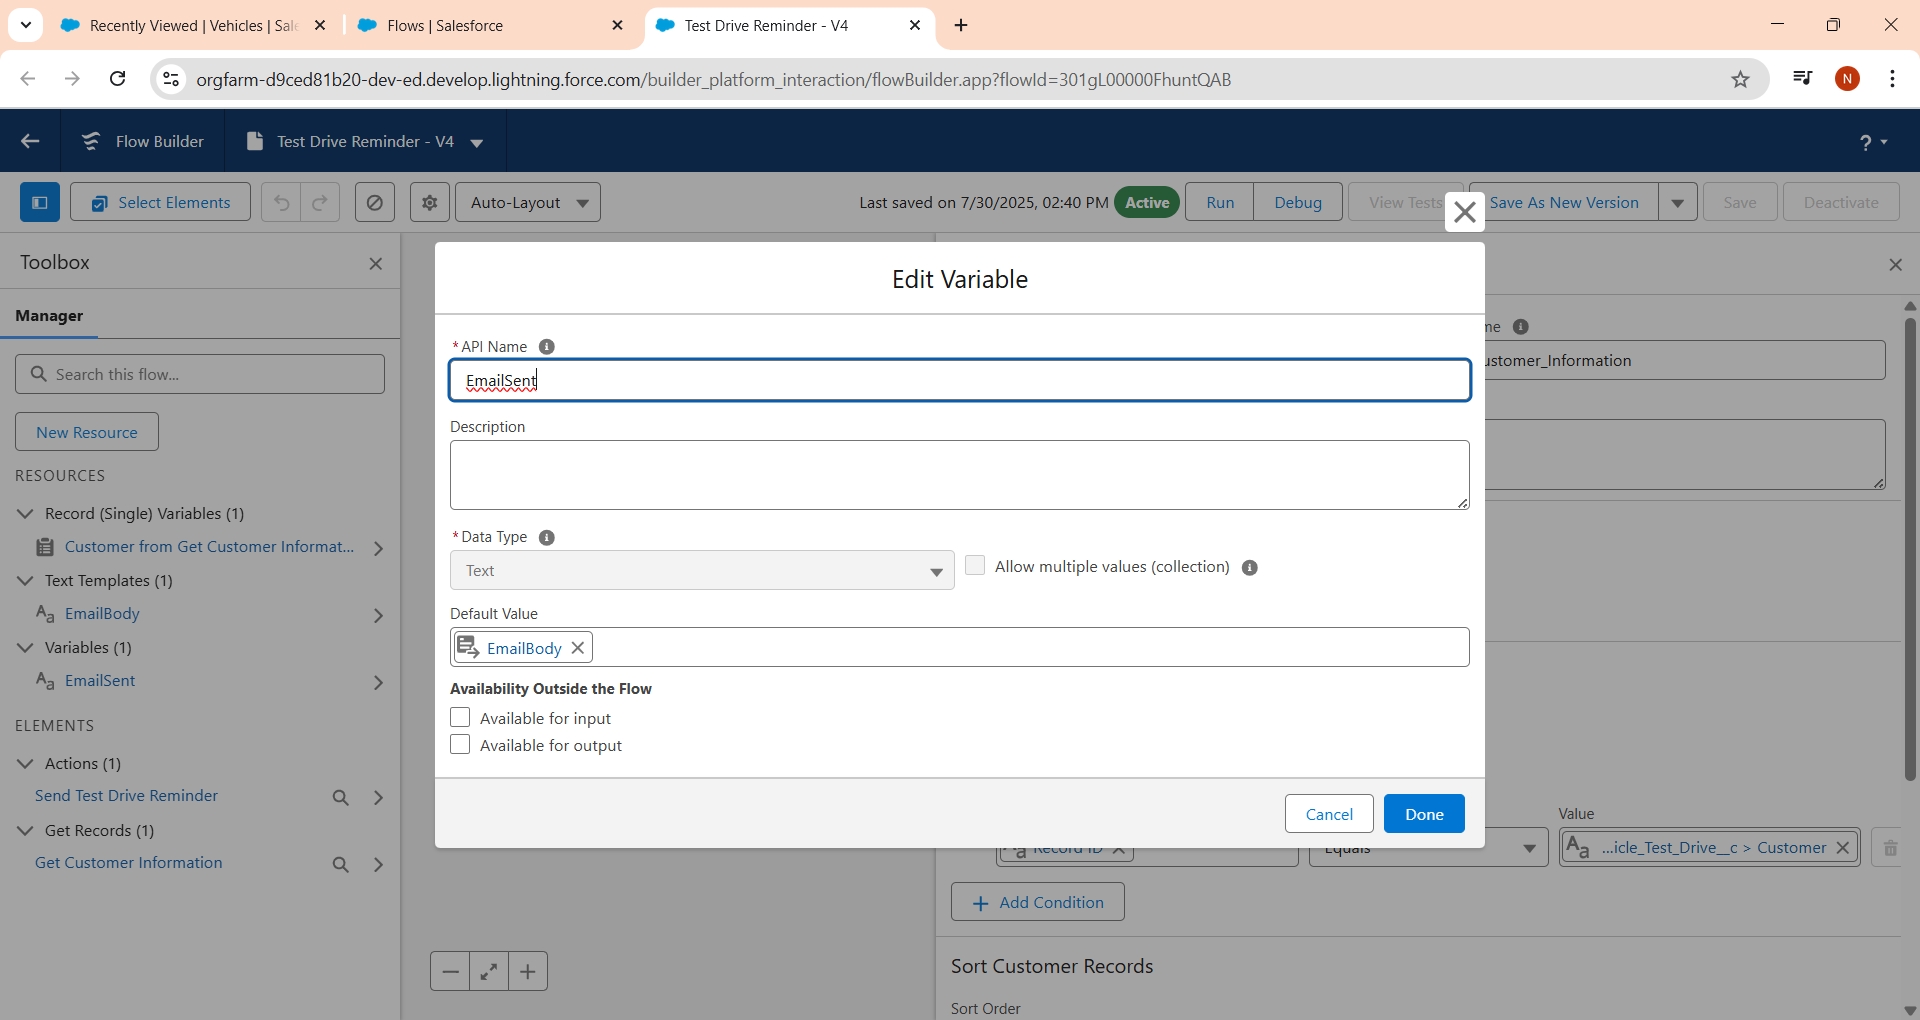 Recently Viewed | Vehicles | Sale
Flows | Salesforce
Test Drive Reminder - V4
orgfarm-d9ced81b20-dev-ed.develop.lightning.force.com/builder_platform_interaction/flowBuilder.app?flowId=301gL00000FhuntQAB
N
Flow Builder
Test Drive Reminder - V4
?
Select Elements
Auto-Layout
Last saved on 7/30/2025, 02:40 PM
Active
Run
Debug
View Tests
Save As New Version
Save
Deactivate
Toolbox
Manager
Search this flow...
New Resource
RESOURCES
Record (Single) Variables (1)
Customer from Get Customer Informat...
Text Templates (1)
Aa EmailBody
Variables (1)
Aa EmailSent
ELEMENTS
Actions (1)
Send Test Drive Reminder
Get Records (1)
Get Customer Information
Edit Variable
* API Name
EmailSent
Description
* Data Type
Text
Allow multiple values (collection)
Default Value
EmailBody
Availability Outside the Flow
Available for input
Available for output
Cancel
Done
me
ustomer_Information
Value
Aa Record ID
Equals
Aa ...icle_Test_Drive__c > Customer
Add Condition
Sort Customer Records
Sort Order